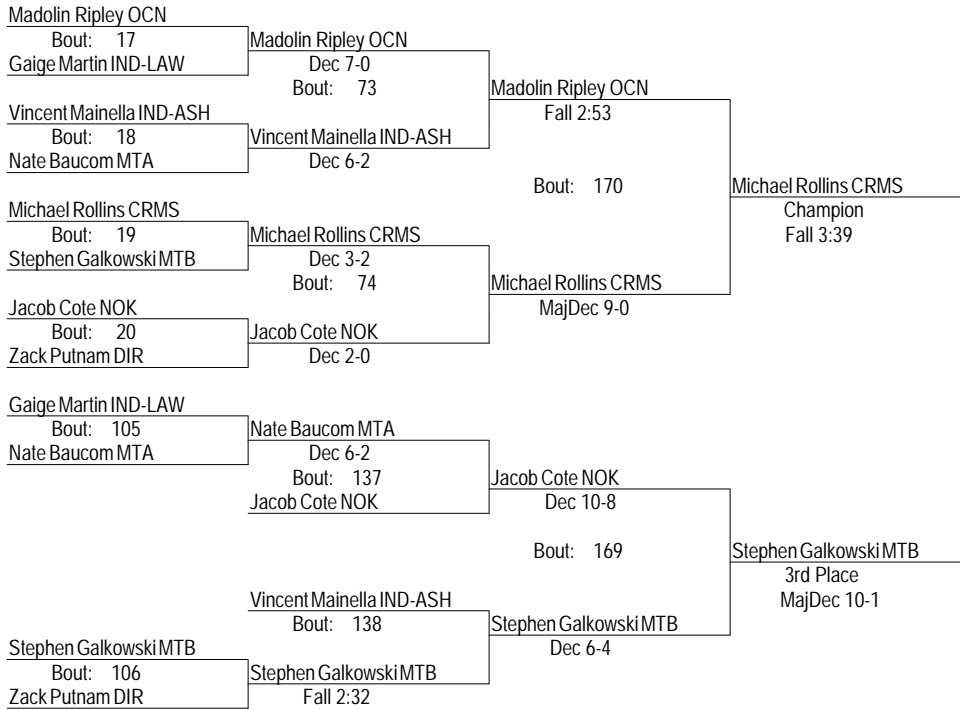 Madolin Ripley OCN
Bout: 17
Gaige Martin IND-LAW
Madolin Ripley OCN
Dec 7-0
Bout: 73
Vincent Mainella IND-ASH
Bout: 18
Nate Baucom MTA
Vincent Mainella IND-ASH
Dec 6-2
Madolin Ripley OCN
Fall 2:53
Bout: 170
Michael Rollins CRMS
Bout: 19
Stephen Galkowski MTB
Michael Rollins CRMS
Dec 3-2
Bout: 74
Jacob Cote NOK
Bout: 20
Zack Putnam DIR
Jacob Cote NOK
Dec 2-0
Michael Rollins CRMS
MajDec 9-0
Michael Rollins CRMS
Champion
Fall 3:39
Gaige Martin IND-LAW
Bout: 105
Nate Baucom MTA
Nate Baucom MTA
Dec 6-2
Bout: 137
Jacob Cote NOK
Jacob Cote NOK
Dec 10-8
Bout: 169
Vincent Mainella IND-ASH
Bout: 138
Stephen Galkowski MTB
Bout: 106
Zack Putnam DIR
Stephen Galkowski MTB
Fall 2:32
Stephen Galkowski MTB
Dec 6-4
Stephen Galkowski MTB
3rd Place
MajDec 10-1